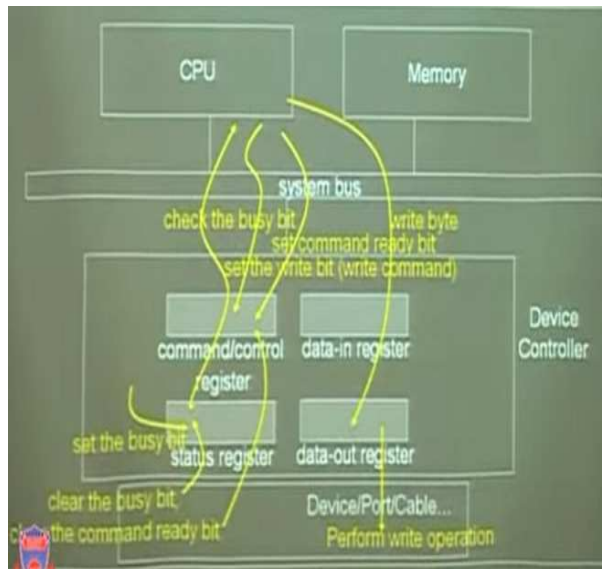 CPU
Memory
system bus
check the busy bit
write byte
set command ready bit
set the write bit (write command)
command/control
register
data-in register
Device
Controller
set the busy bit
status register
data-out register
clear the busy bit,
the command ready bit
Device/Port/Cable...
Perform write operation